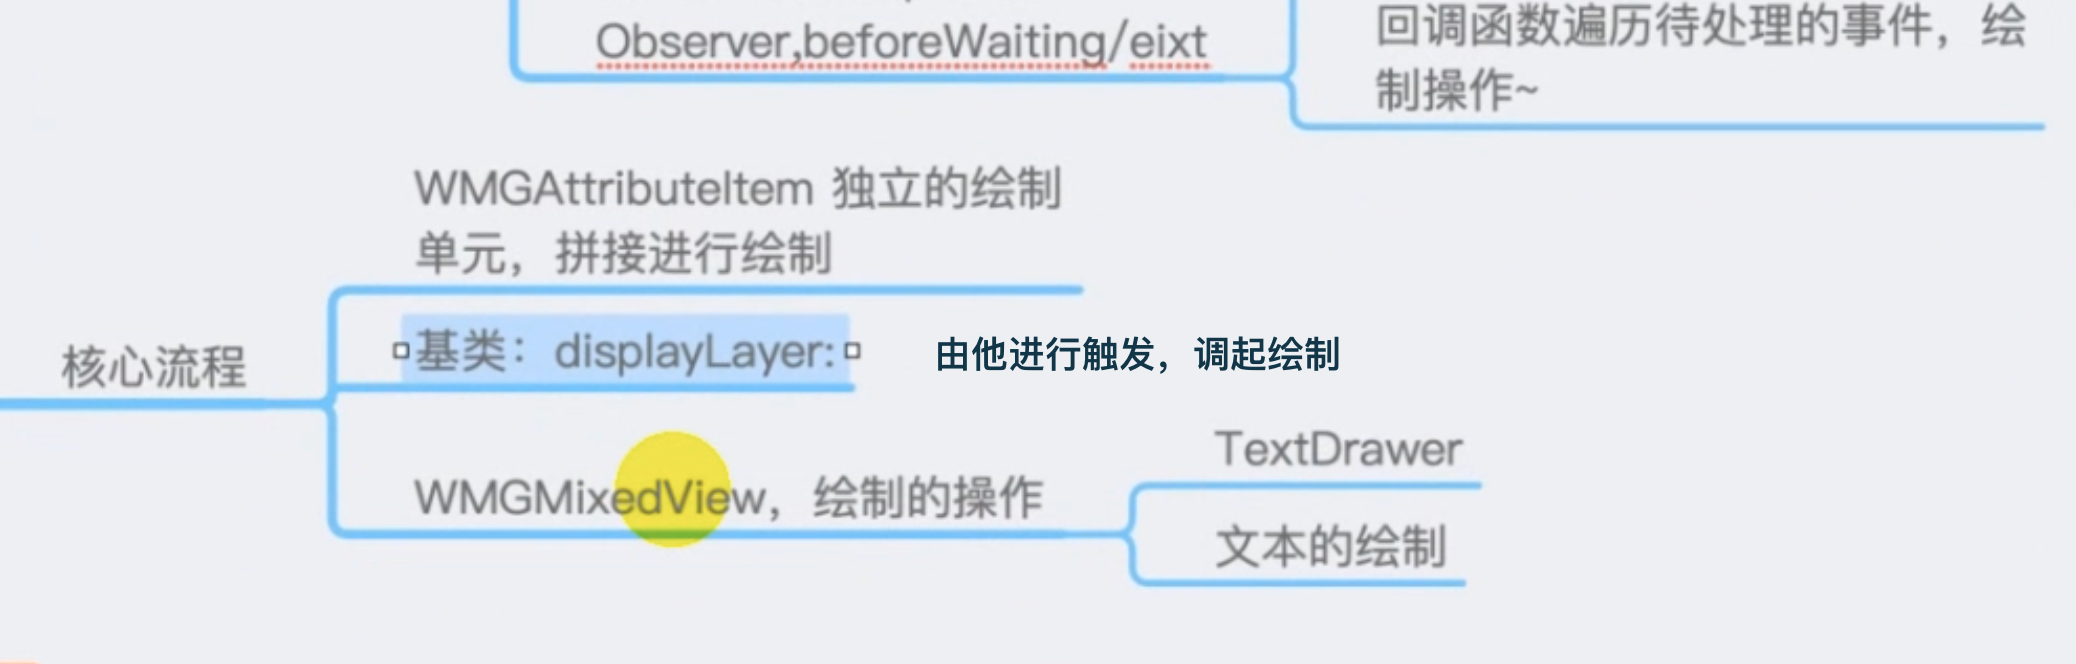 Observer,beforeWaiting/eixt
回调函数遍历待处理的事件，绘
制操作~
WMGAttributeItem 独立的绘制
单元，拼接进行绘制
核心流程
基类：displayLayer:
由他进行触发，调起绘制
WMGMixedView，绘制的操作
TextDrawer
文本的绘制